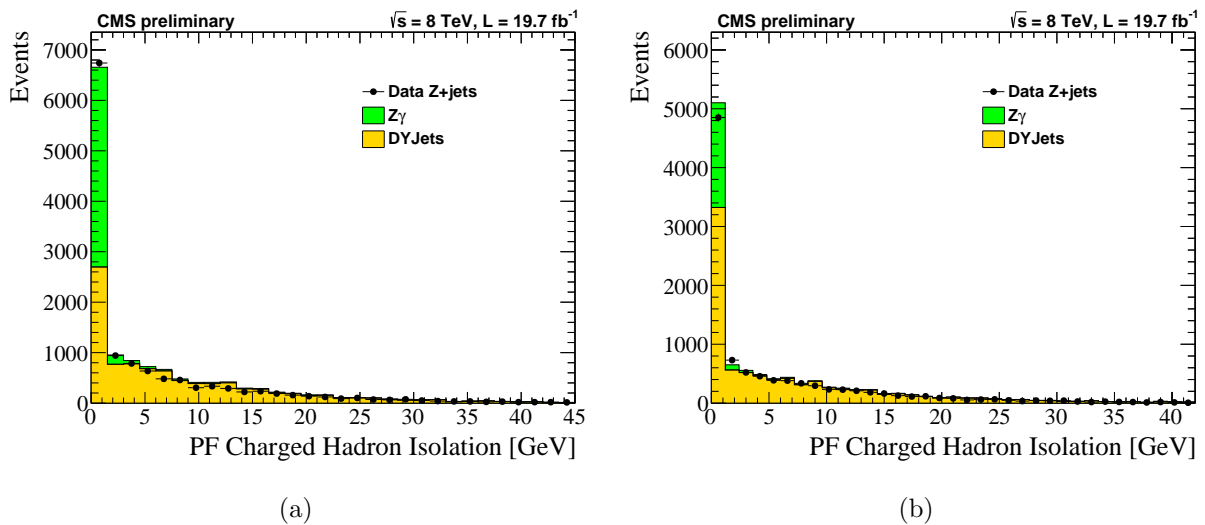 CMS preliminary
√s = 8 TeV, L = 19.7 fb⁻¹
Events
7000
6000
5000
4000
3000
2000
1000
0
Data Z+jets
Zγ
DYJets
0 5 10 15 20 25 30 35 40 45
PF Charged Hadron Isolation [GeV]
(a)
CMS preliminary
√s = 8 TeV, L = 19.7 fb⁻¹
Events
6000
5000
4000
3000
2000
1000
0
Data Z+jets
Zγ
DYJets
0 5 10 15 20 25 30 35 40
PF Charged Hadron Isolation [GeV]
(b)